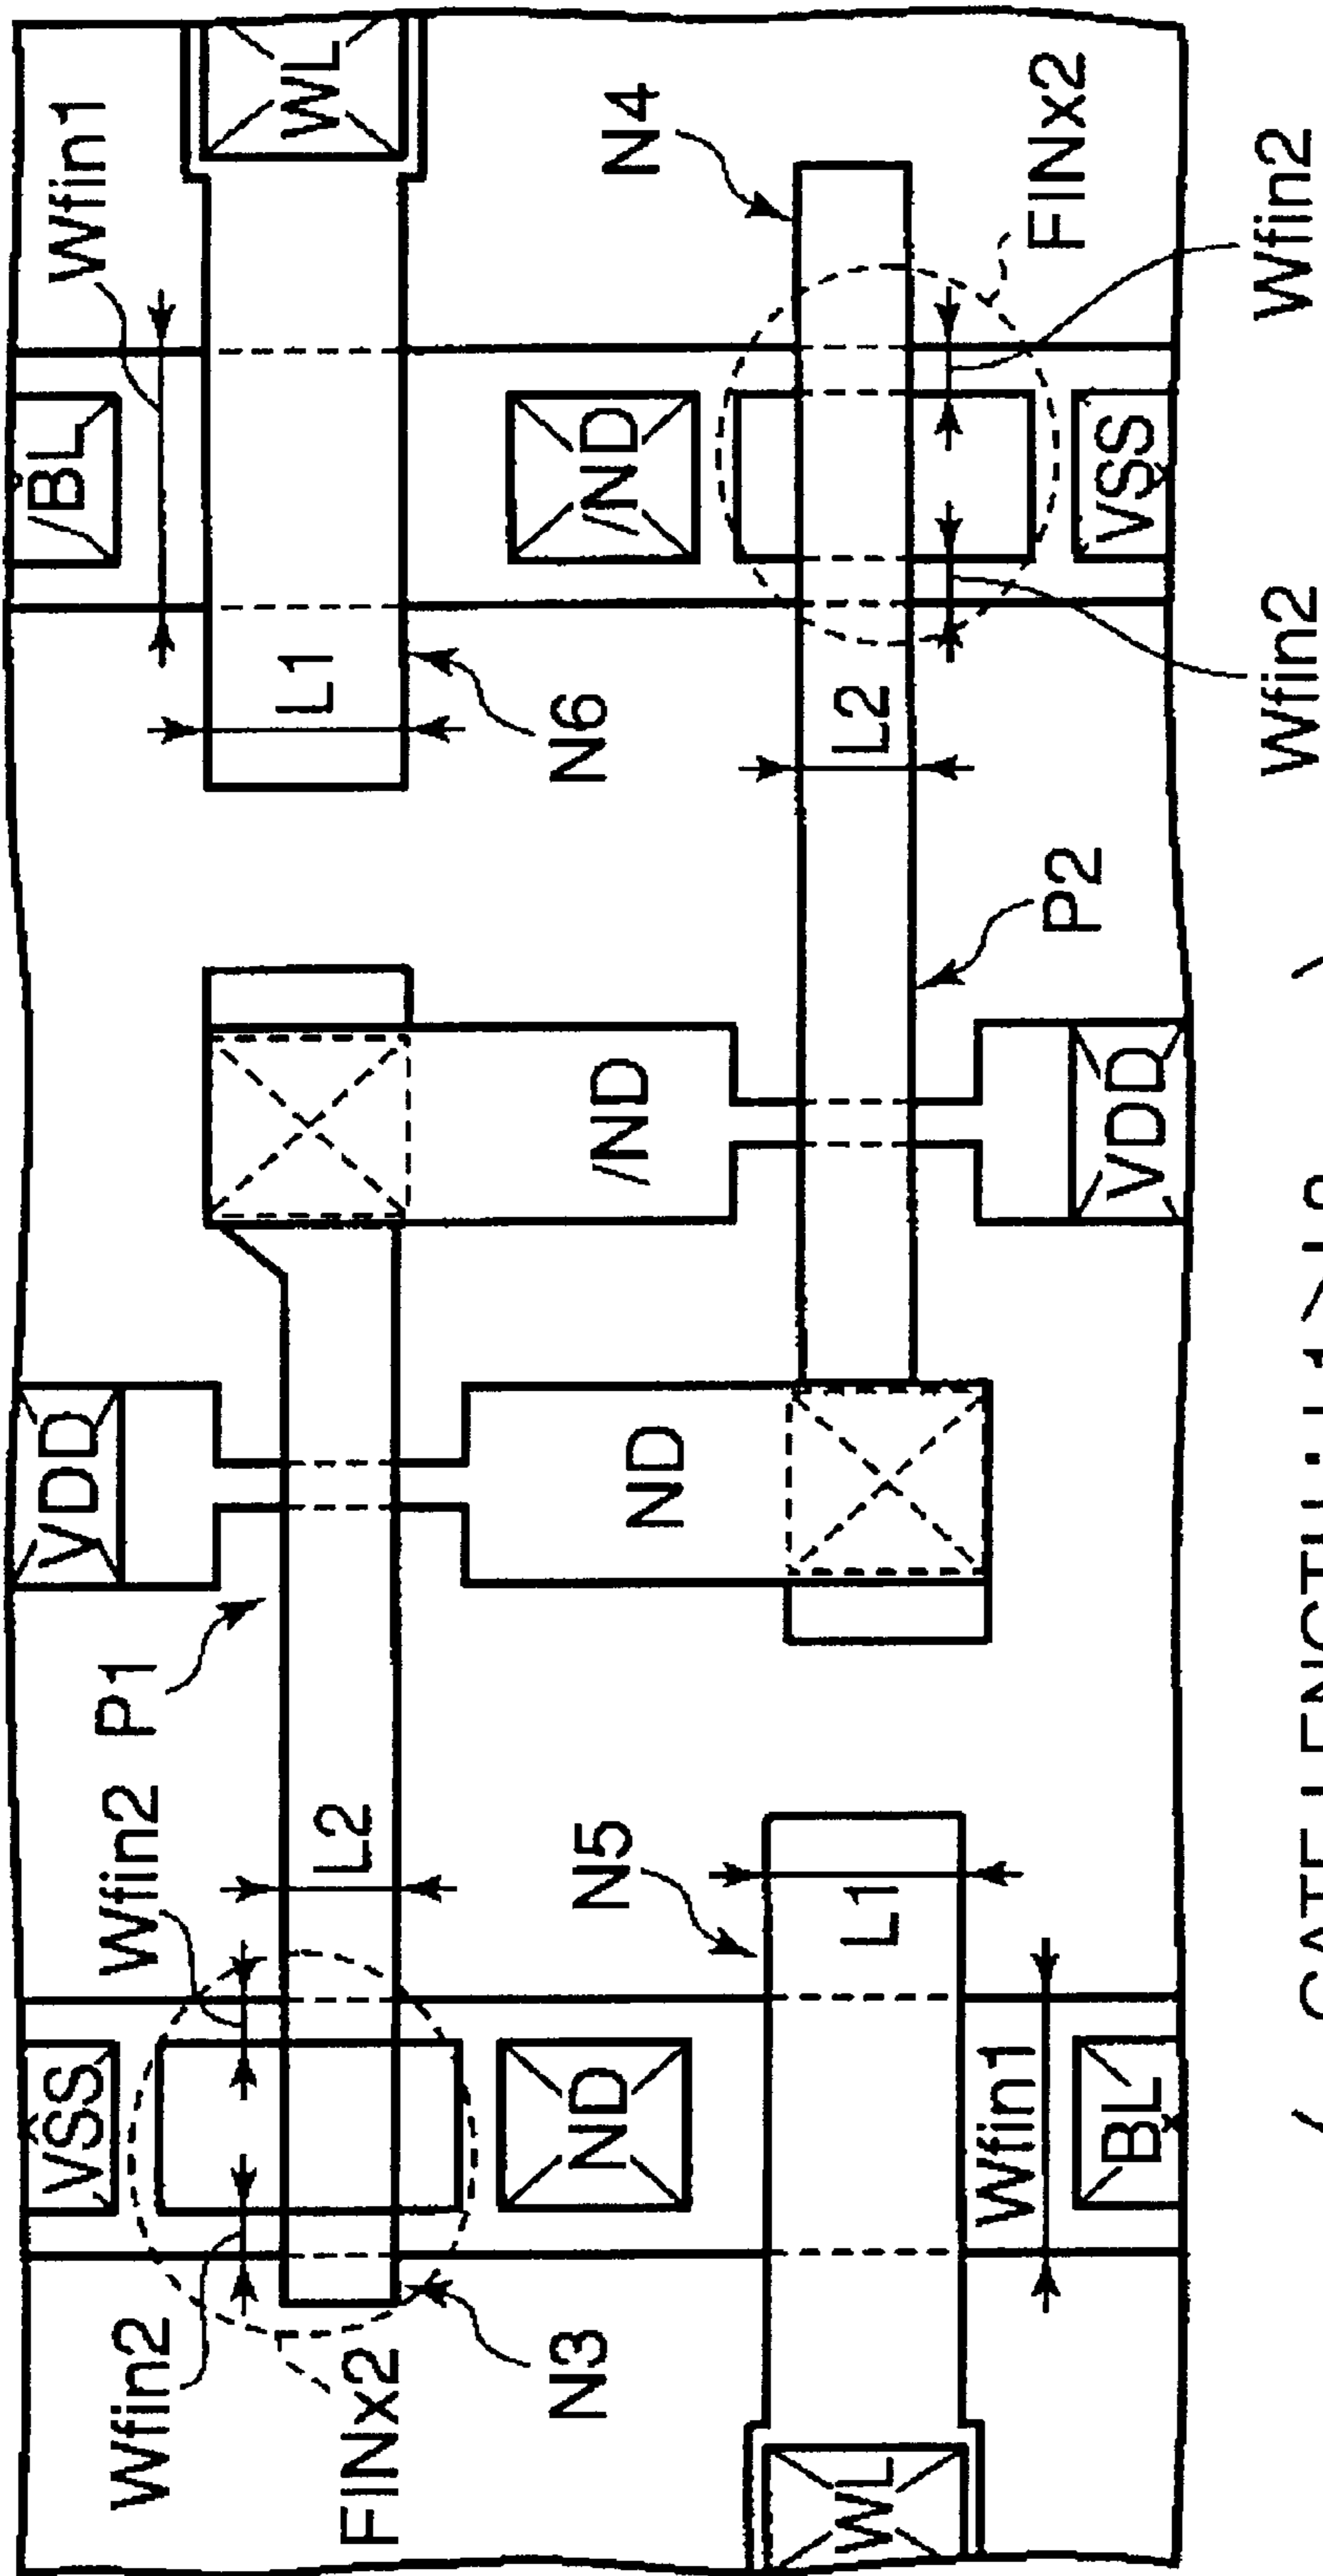 VSS
VDD
/BL
Wfin1
WL
Wfin2
Wfin2
P1
FINx2
L2
L1
N3
N6
ND
ND
/ND
/ND
N4
N5
L2
FINx2
WL
L1
Wfin1
P2
BL
VDD
VSS
Wfin2
Wfin2